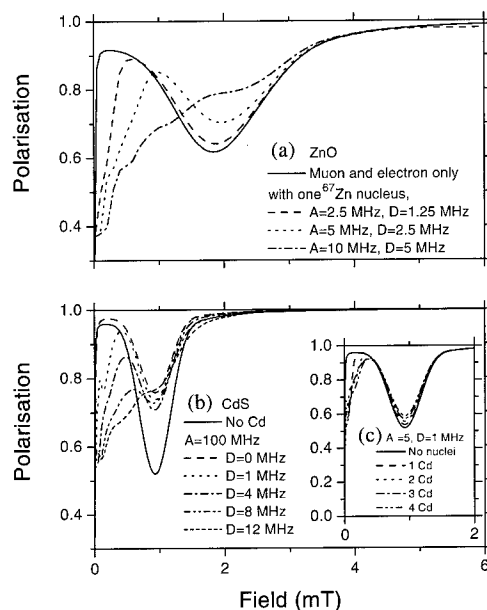 1.0
0.8
0.6
0.4
Polarisation
(a) ZnO
Muon and electron only
with one ⁶⁷Zn nucleus,
A=2.5 MHz, D=1.25 MHz
A=5 MHz, D=2.5 MHz
A=10 MHz, D=5 MHz
1.0
0.8
0.6
0.4
Polarisation
(b) CdS
No Cd
A=100 MHz
D=0 MHz
D=1 MHz
D=4 MHz
D=8 MHz
D=12 MHz
1.0
0.8
0.6
0.4
0.2
0.0
(c) A =5, D=1 MHz
No nuclei
1 Cd
2 Cd
3 Cd
4 Cd
0 1 2
0 2 4 6
Field (mT)